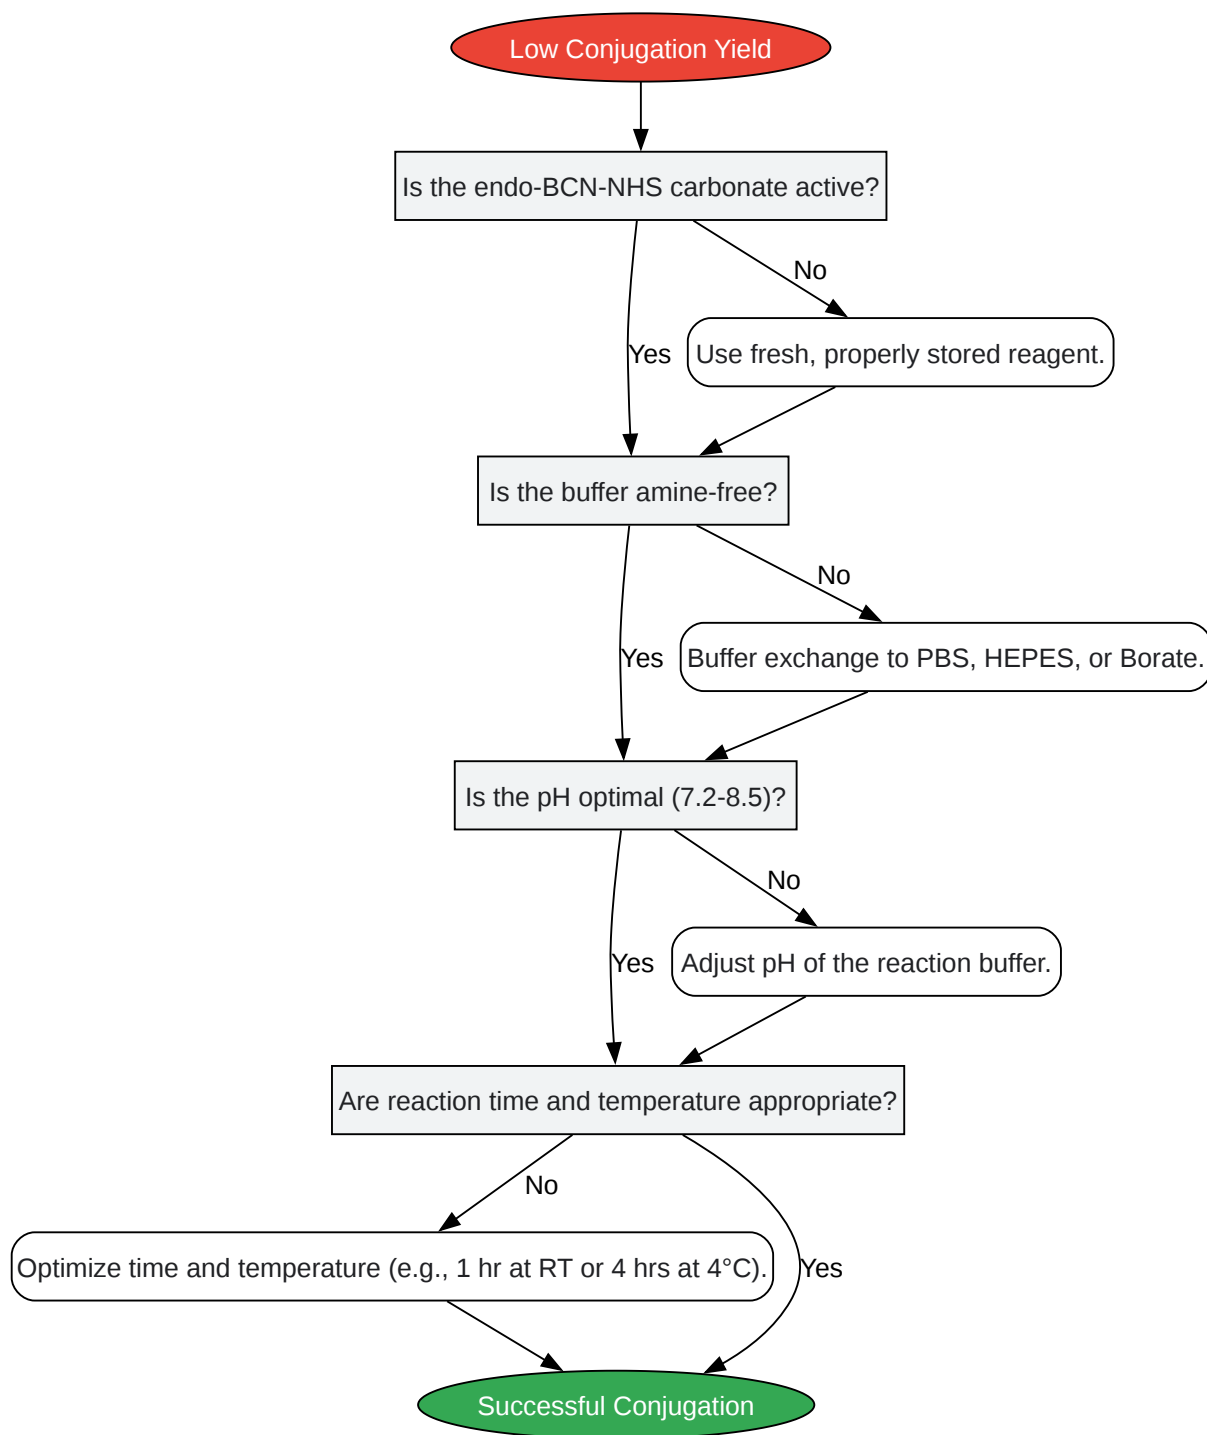 Low Conjugation Yield
Is the endo-BCN-NHS carbonate active?
No
Yes
Use fresh, properly stored reagent.
Is the buffer amine-free?
No
Yes
Buffer exchange to PBS, HEPES, or Borate.
Is the pH optimal (7.2-8.5)?
No
Yes
Adjust pH of the reaction buffer.
Are reaction time and temperature appropriate?
No
Optimize time and temperature (e.g., 1 hr at RT or 4 hrs at 4°C).
Yes
Successful Conjugation